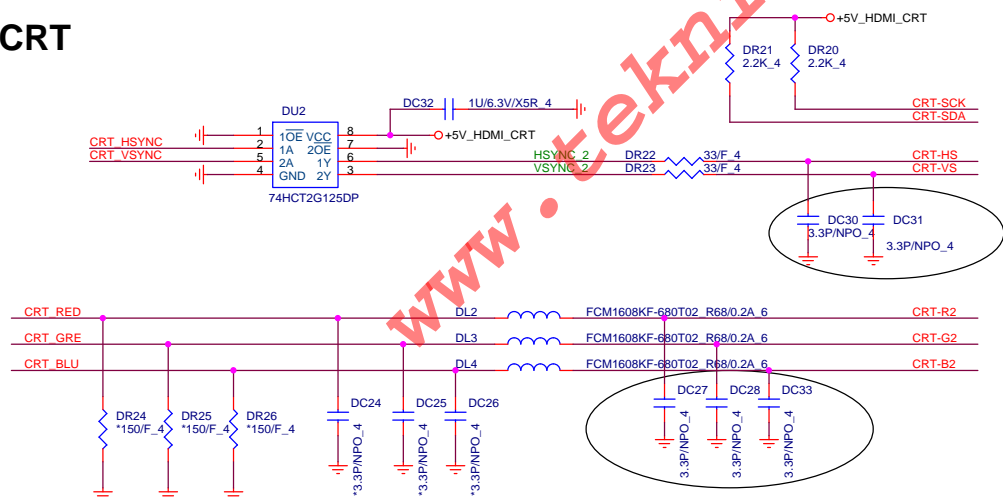 CRT
+5V_HDMI_CRT
DR21
2.2K_4
DR20
2.2K_4
CRT-SCK
CRT-SDA
DC32
1U/6.3V/X5R_4
+5V_HDMI_CRT
DU2
CRT_HSYNC
CRT_VSYNC
1 1OE VCC 8
2 1A 2OE 7
5 2A 1Y 6
4 GND 2Y 3
74HCT2G125DP
HSYNC_2 DR22 33/F_4 CRT-HS
VSYNC_2 DR23 33/F_4 CRT-VS
DC30
3.3P/NPO_4
DC31
3.3P/NPO_4
CRT_RED DL2 FCM1608KF-680T02_R68/0.2A_6 CRT-R2
CRT_GRE DL3 FCM1608KF-680T02_R68/0.2A_6 CRT-G2
CRT_BLU DL4 FCM1608KF-680T02_R68/0.2A_6 CRT-B2
DR24
*150/F_4
DR25
*150/F_4
DR26
*150/F_4
DC24
*3.3P/NPO_4
DC25
*3.3P/NPO_4
DC26
*3.3P/NPO_4
DC27
3.3P/NPO_4
DC28
3.3P/NPO_4
DC33
3.3P/NPO_4